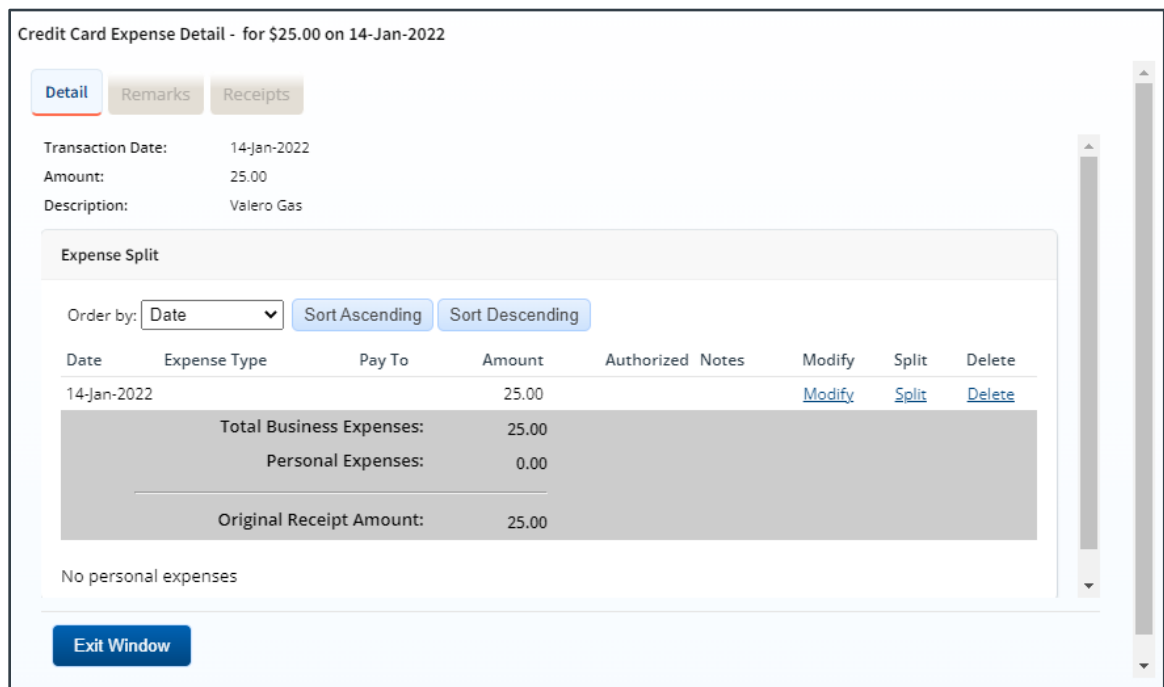 Credit Card Expense Detail - for $25.00 on 14-Jan-2022
Detail Remarks Receipts
Transaction Date: 14-Jan-2022
Amount: 25.00
Description: Valero Gas
Expense Split
Order by: Date Sort Ascending Sort Descending
Date Expense Type Pay To Amount Authorized Notes Modify Split Delete
14-Jan-2022 25.00 Modify Split Delete
Total Business Expenses: 25.00
Personal Expenses: 0.00
Original Receipt Amount: 25.00
No personal expenses
Exit Window